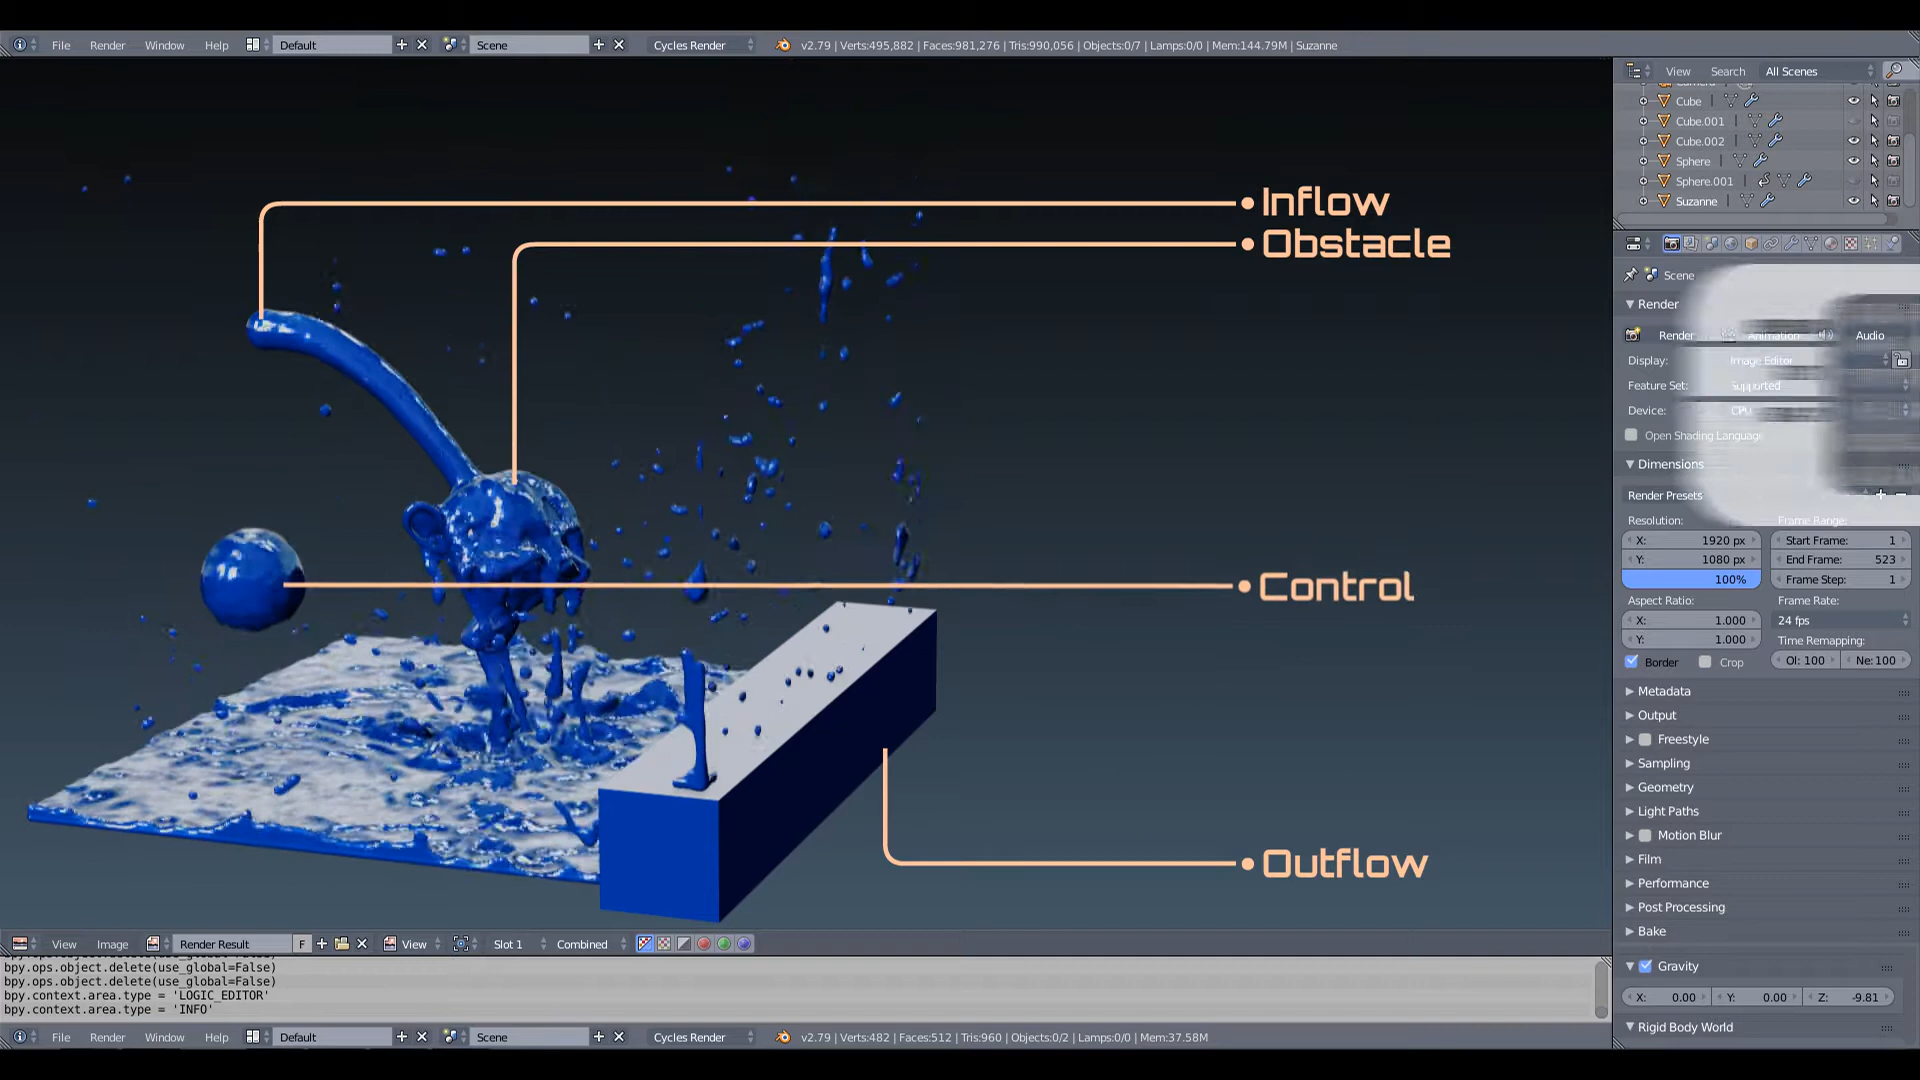 File Render Window Help Default Scene Cycles Render v2.79 | Verts:495,882 | Faces:981,276 | Tris:990,056 | Objects:0/7 | Lamps:0/0 | Mem:144.79M | Suzanne
View Search All Scenes
Cube
Cube.001
Cube.002
Sphere
Sphere.001
Suzanne
Inflow
Obstacle
Control
Outflow
Scene
Render
Render Animation Audio
Display: Image Editor
Feature Set: Supported
Device: CPU
Open Shading Language
Dimensions
Render Presets
Resolution: Frame Range:
X: 1920 px Start Frame: 1
Y: 1080 px End Frame: 523
100% Frame Step: 1
Aspect Ratio: Frame Rate:
X: 1.000 24 fps
Y: 1.000 Time Remapping:
Border Crop Ol: 100 Ne: 100
Metadata
Output
Freestyle
Sampling
Geometry
Light Paths
Motion Blur
Film
Performance
Post Processing
Bake
Gravity
X: 0.00 Y: 0.00 Z: -9.81
Rigid Body World
View Image Render Result F View Slot 1 Combined
bpy.ops.object.delete(use_global=False)
bpy.ops.object.delete(use_global=False)
bpy.context.area.type = 'LOGIC_EDITOR'
bpy.context.area.type = 'INFO'
File Render Window Help Default Scene Cycles Render v2.79 | Verts:482 | Faces:512 | Tris:960 | Objects:0/2 | Lamps:0/0 | Mem:37.58M